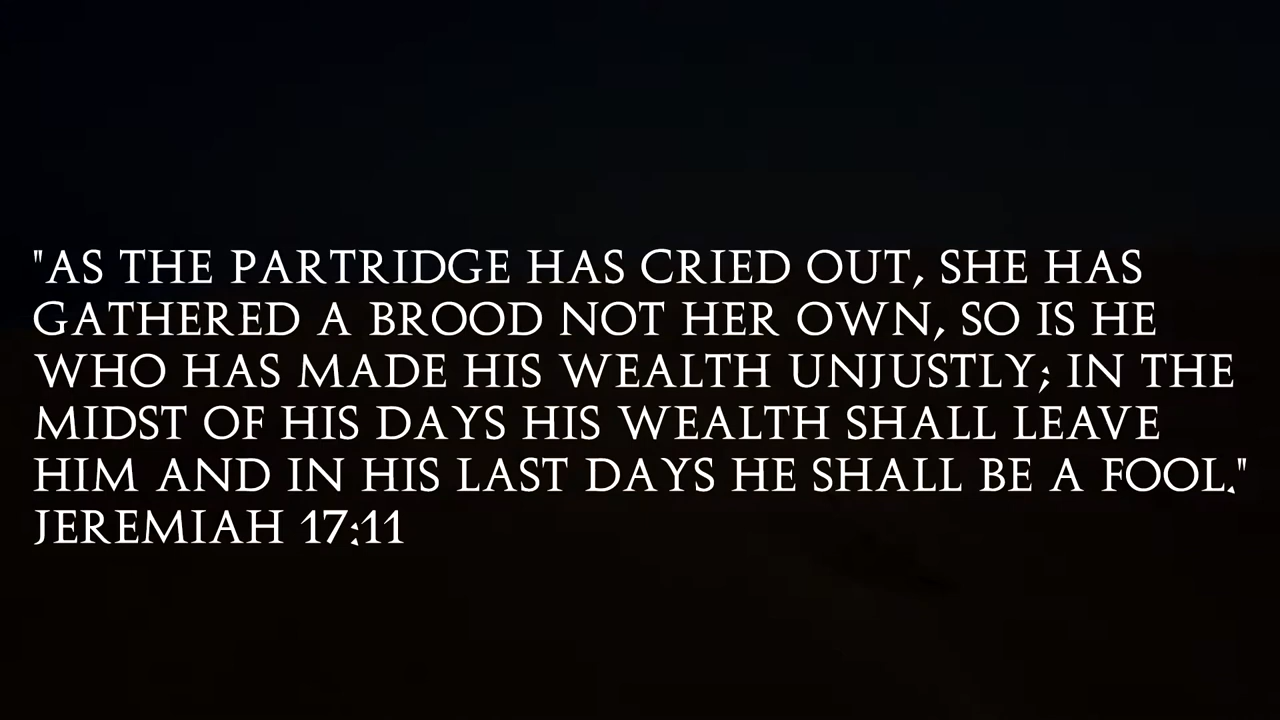 "AS THE PARTRIDGE HAS CRIED OUT, SHE HAS
GATHERED A BROOD NOT HER OWN, SO IS HE
WHO HAS MADE HIS WEALTH UNJUSTLY; IN THE
MIDST OF HIS DAYS HIS WEALTH SHALL LEAVE
HIM AND IN HIS LAST DAYS HE SHALL BE A FOOL."
JEREMIAH 17:11